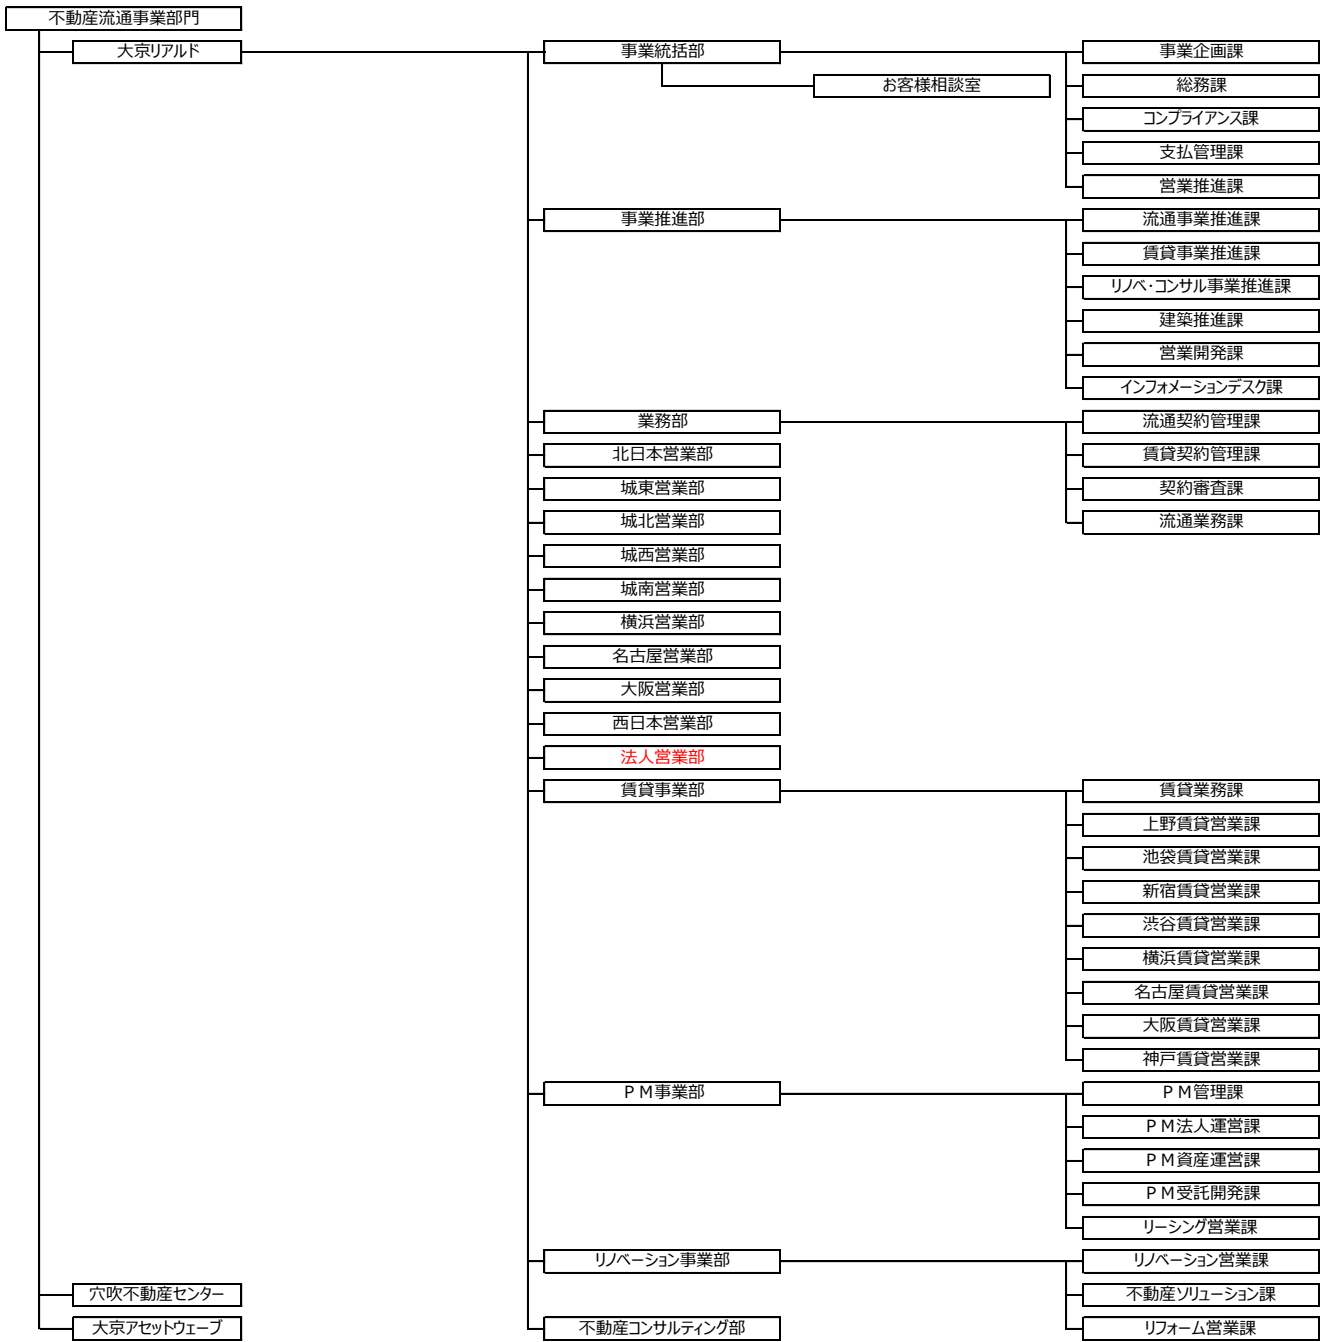 不動産流通事業部門
大京リアルド
事業統括部
事業企画課
お客様相談室
総務課
コンプライアンス課
支払管理課
営業推進課
事業推進部
流通事業推進課
賃貸事業推進課
リノベ・コンサル事業推進課
建築推進課
営業開発課
インフォメーションデスク課
業務部
流通契約管理課
北日本営業部
賃貸契約管理課
城東営業部
契約審査課
城北営業部
流通業務課
城西営業部
城南営業部
横浜営業部
名古屋営業部
大阪営業部
西日本営業部
法人営業部
賃貸事業部
賃貸業務課
上野賃貸営業課
池袋賃貸営業課
新宿賃貸営業課
渋谷賃貸営業課
横浜賃貸営業課
名古屋賃貸営業課
大阪賃貸営業課
神戸賃貸営業課
ＰＭ事業部
ＰＭ管理課
ＰＭ法人運営課
ＰＭ資産運営課
ＰＭ受託開発課
リーシング営業課
リノベーション事業部
リノベーション営業課
穴吹不動産センター
不動産ソリューション課
大京アセットウェーブ
不動産コンサルティング部
リフォーム営業課